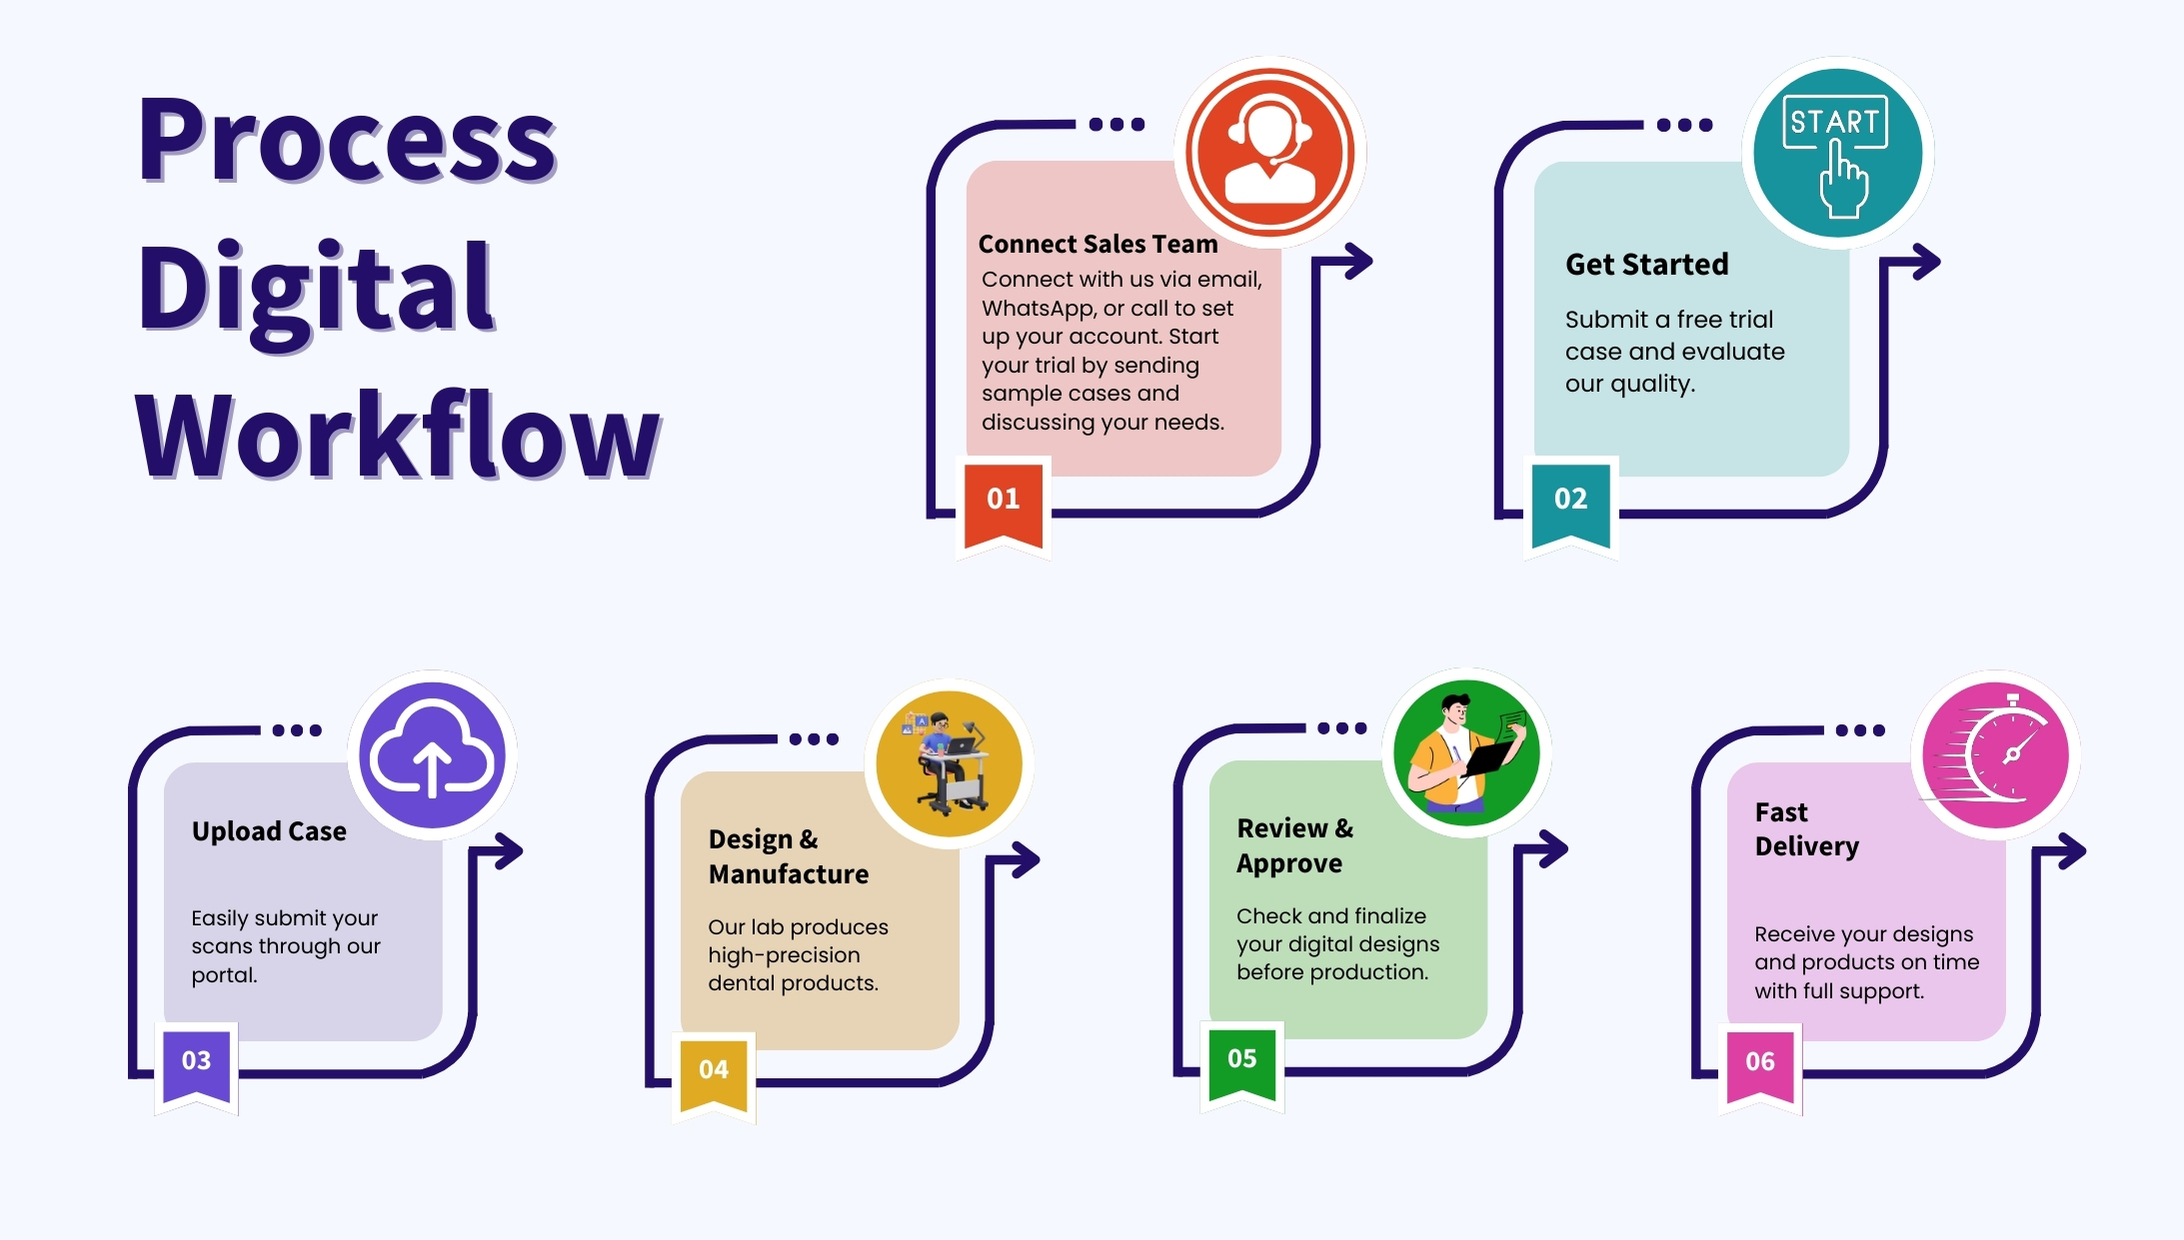 Process
Digital
Workflow
START
Connect Sales Team
Connect with us via email,
WhatsApp, or call to set
up your account. Start
your trial by sending
sample cases and
discussing your needs.
01
Get Started
Submit a free trial
case and evaluate
our quality.
02
Upload Case
Easily submit your
scans through our
portal.
03
Design &
Manufacture
Our lab produces
high-precision
dental products.
04
Review &
Approve
Check and finalize
your digital designs
before production.
05
Fast
Delivery
Receive your designs
and products on time
with full support.
06